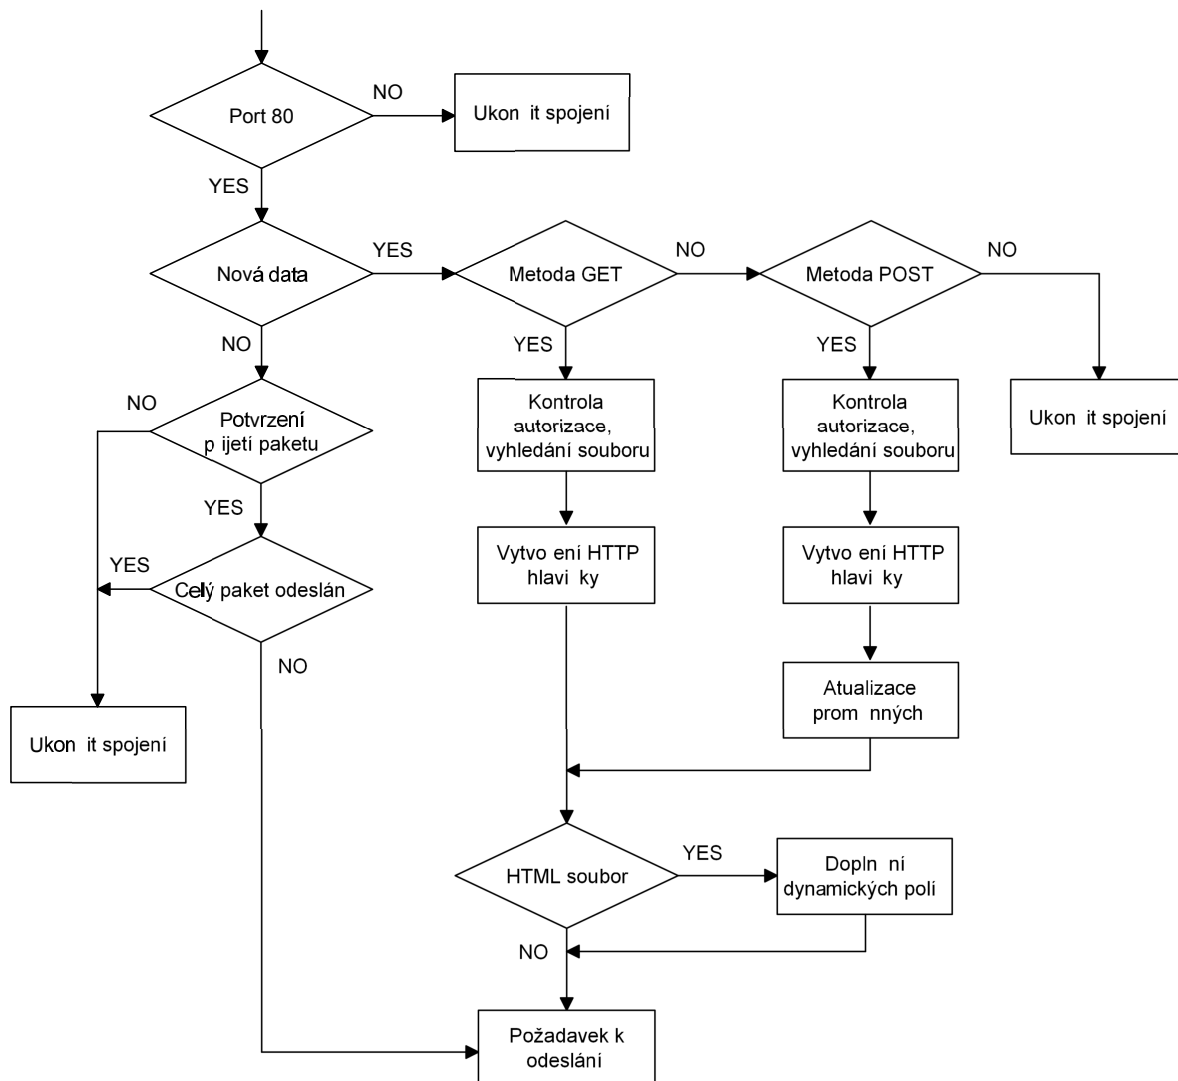 NO
Port 80
Ukon it spojení
YES
YES
NO
NO
Nová data
Metoda GET
Metoda POST
NO
YES
YES
NO
Potvrzení
p ijetí paketu
Kontrola
autorizace,
vyhledání souboru
Kontrola
autorizace,
vyhledání souboru
Ukon it spojení
YES
YES
Celý paket odeslán
Vytvo ení HTTP
hlavi ky
Vytvo ení HTTP
hlavi ky
NO
Atualizace
prom nných
Ukon it spojení
YES
HTML soubor
Dopln ní
dynamických polí
NO
Požadavek k
odeslání